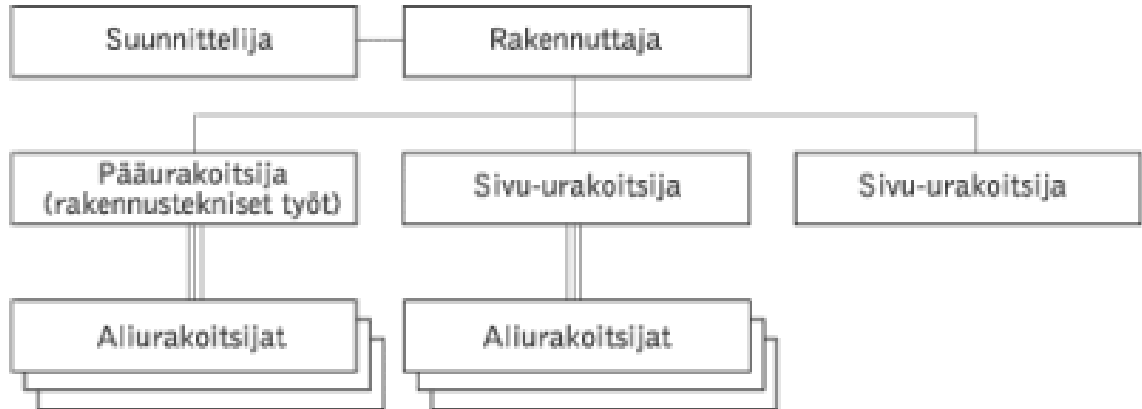 Suunnittelija
Rakennuttaja
Pääurakoitsija
(rakennustekniset työt)
Sivu-urakoitsija
Sivu-urakoitsija
Aliurakoitsijat
Aliurakoitsijat